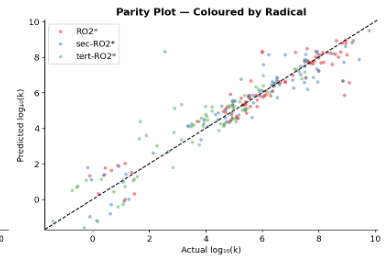 Parity Plot — Coloured by Radical
RO2*
sec-RO2*
tert-RO2*
Predicted log₁₀(k)
10
8
6
4
2
0
0
0 2 4 6 8 10
Actual log₁₀(k)